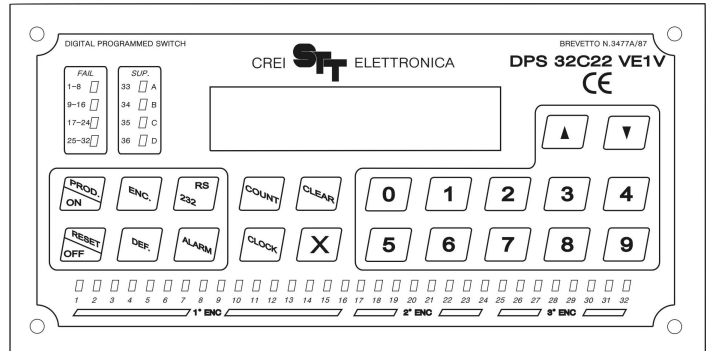 DIGITAL PROGRAMMED SWITCH
BREVETTO N.3477A/87
CREI SFT ELETTRONICA
DPS 32C22 VE1V
CE
FAIL SUP.
1-8 33 A
9-16 34 B
17-24 35 C
25-32 36 D
▲ ▼
PROD. ON ENC. RS 232 COUNT CLEAR 0 1 2 3 4
RESET OFF DEF. ALARM CLOCK X 5 6 7 8 9
1 2 3 4 5 6 7 8 9 10 11 12 13 14 15 16 17 18 19 20 21 22 23 24 25 26 27 28 29 30 31 32
1° ENC 2° ENC 3° ENC